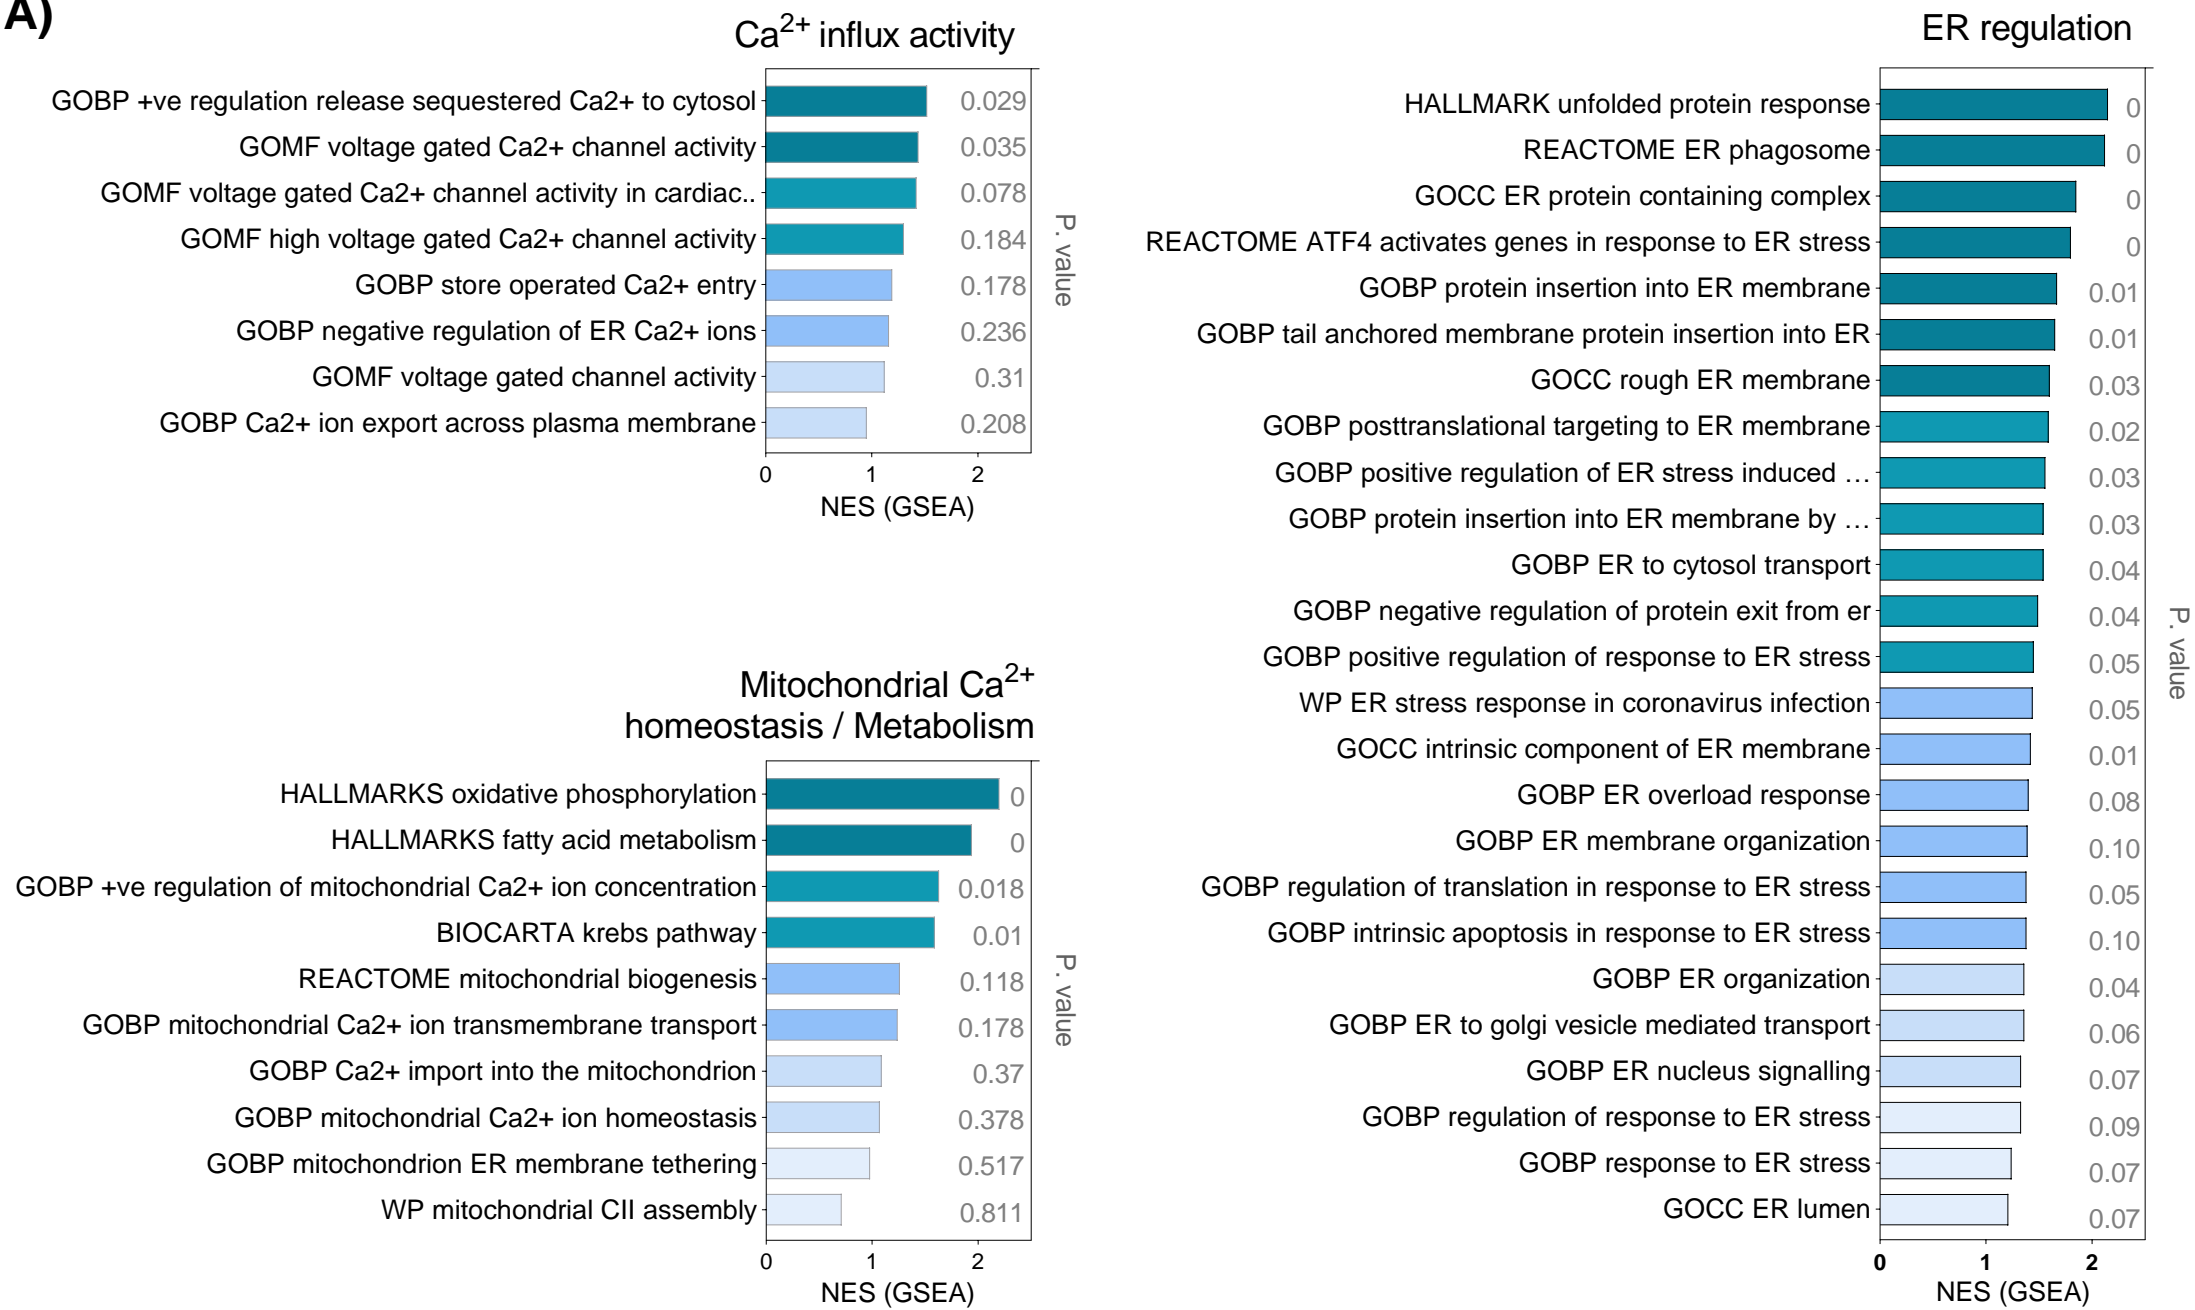 A)
Ca2+ influx activity
GOBP +ve regulation release sequestered Ca2+ to cytosol 0.029
GOMF voltage gated Ca2+ channel activity 0.035
GOMF voltage gated Ca2+ channel activity in cardiac.. 0.078
GOMF high voltage gated Ca2+ channel activity 0.184
GOBP store operated Ca2+ entry 0.178
GOBP negative regulation of ER Ca2+ ions 0.236
GOMF voltage gated channel activity 0.31
GOBP Ca2+ ion export across plasma membrane 0.208
P. value
0 1 2
NES (GSEA)
Mitochondrial Ca2+
homeostasis / Metabolism
HALLMARKS oxidative phosphorylation 0
HALLMARKS fatty acid metabolism 0
GOBP +ve regulation of mitochondrial Ca2+ ion concentration 0.018
BIOCARTA krebs pathway 0.01
REACTOME mitochondrial biogenesis 0.118
GOBP mitochondrial Ca2+ ion transmembrane transport 0.178
GOBP Ca2+ import into the mitochondrion 0.37
GOBP mitochondrial Ca2+ ion homeostasis 0.378
GOBP mitochondrion ER membrane tethering 0.517
WP mitochondrial CII assembly 0.811
P. value
0 1 2
NES (GSEA)
ER regulation
HALLMARK unfolded protein response 0
REACTOME ER phagosome 0
GOCC ER protein containing complex 0
REACTOME ATF4 activates genes in response to ER stress 0
GOBP protein insertion into ER membrane 0.01
GOBP tail anchored membrane protein insertion into ER 0.01
GOCC rough ER membrane 0.03
GOBP posttranslational targeting to ER membrane 0.02
GOBP positive regulation of ER stress induced … 0.03
GOBP protein insertion into ER membrane by … 0.03
GOBP ER to cytosol transport 0.04
GOBP negative regulation of protein exit from er 0.04
GOBP positive regulation of response to ER stress 0.05
WP ER stress response in coronavirus infection 0.05
GOCC intrinsic component of ER membrane 0.01
GOBP ER overload response 0.08
GOBP ER membrane organization 0.10
GOBP regulation of translation in response to ER stress 0.05
GOBP intrinsic apoptosis in response to ER stress 0.10
GOBP ER organization 0.04
GOBP ER to golgi vesicle mediated transport 0.06
GOBP ER nucleus signalling 0.07
GOBP regulation of response to ER stress 0.09
GOBP response to ER stress 0.07
GOCC ER lumen 0.07
P. value
0 1 2
NES (GSEA)